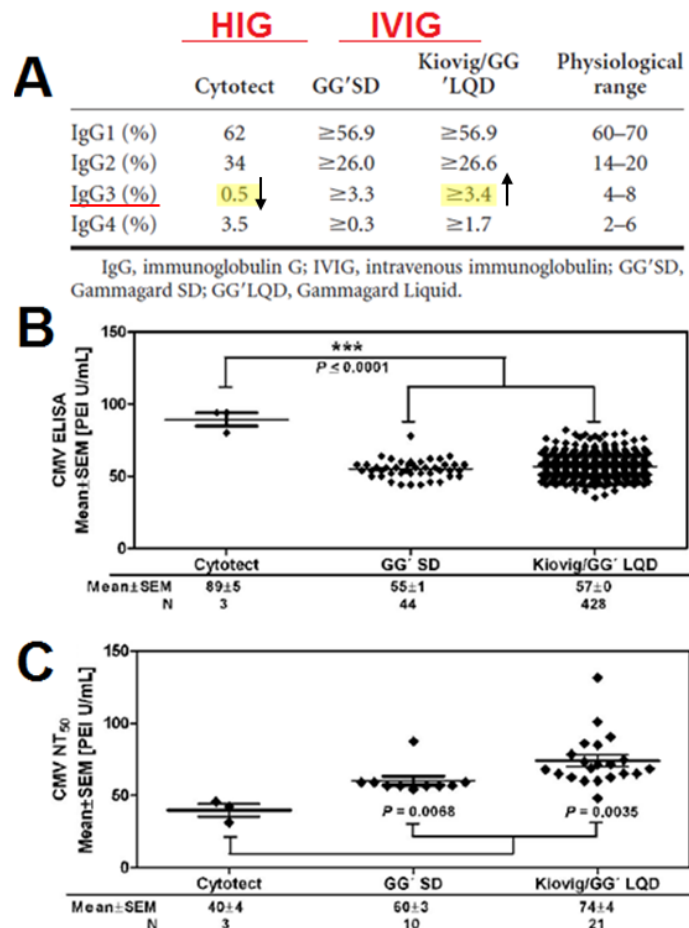 HIG IVIG
A
Cytotect GG'SD Kiovig/GG 'LQD Physiological range
IgG1 (%) 62 ≥56.9 ≥56.9 60–70
IgG2 (%) 34 ≥26.0 ≥26.6 14–20
IgG3 (%) 0.5 ≥3.3 ≥3.4 4–8
IgG4 (%) 3.5 ≥0.3 ≥1.7 2–6
IgG, immunoglobulin G; IVIG, intravenous immunoglobulin; GG'SD,
Gammagard SD; GG'LQD, Gammagard Liquid.
B
CMV ELISA
Mean±SEM [PEI U/mL]
150
100
50
0
***
P ≤ 0.0001
Cytotect GG' SD Kiovig/GG' LQD
Mean±SEM 89±5 55±1 57±0
N 3 44 428
C
CMV NT50
Mean±SEM [PEI U/mL]
150
100
50
0
P = 0.0068 P = 0.0035
Cytotect GG' SD Kiovig/GG' LQD
Mean±SEM 40±4 60±3 74±4
N 3 10 21